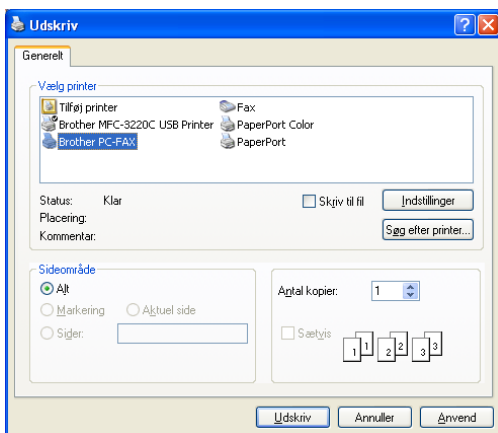 Udskriv
Generelt
Vælg printer
Tilføj printer
Fax
Brother MFC-3220C USB Printer
PaperPort Color
Brother PC-FAX
PaperPort
Status: Klar
Placering:
Kommentar:
Skriv til fil
Indstillinger
Søg efter printer...
Sideområde
Alt
Markering
Aktuel side
Sider:
Antal kopier: 1
Sætvis
1 1 2 2 3 3
Udskriv
Annuller
Anvend